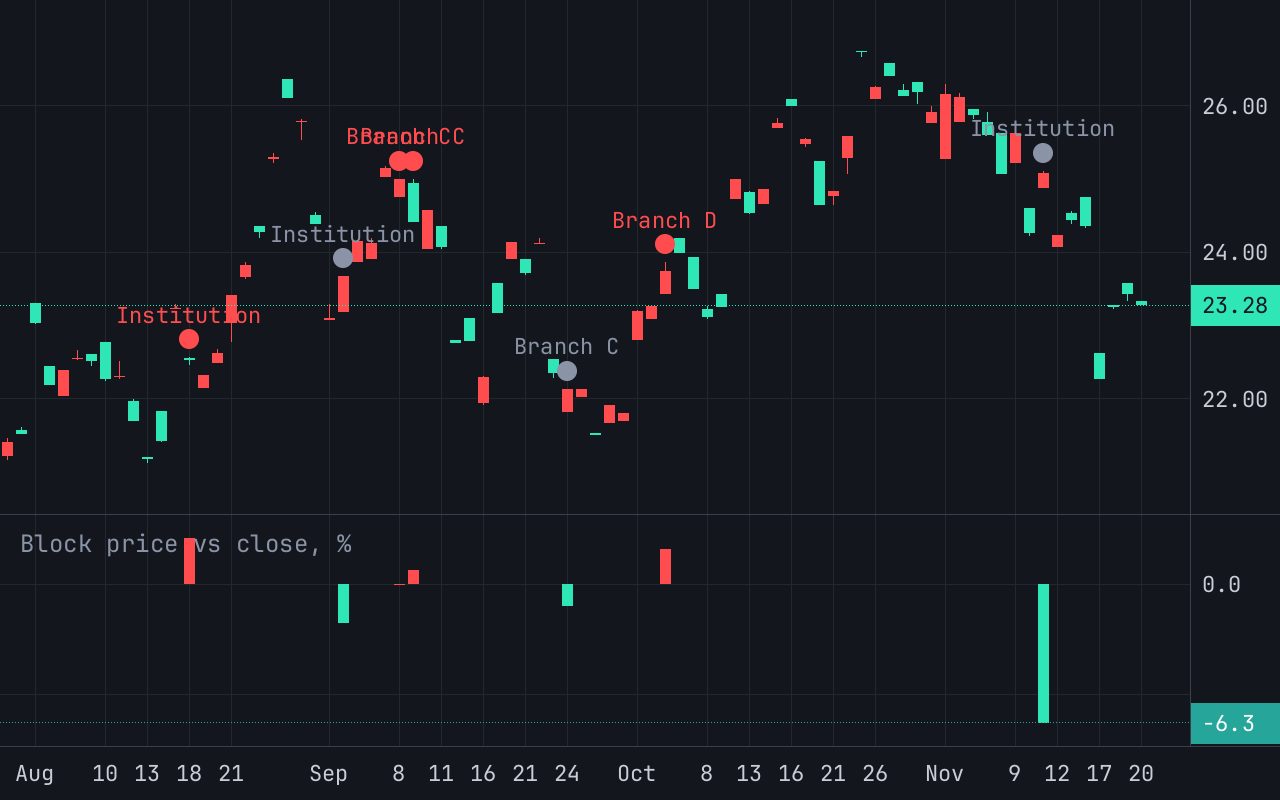 26.00
Branch C
Branch C
Institution
Branch D
Institution
24.00
23.28
Institution
Branch C
22.00
Block price vs close, %
0.0
-6.3
Aug 10 13 18 21 Sep 8 11 16 21 24 Oct 8 13 16 21 26 Nov 9 12 17 20